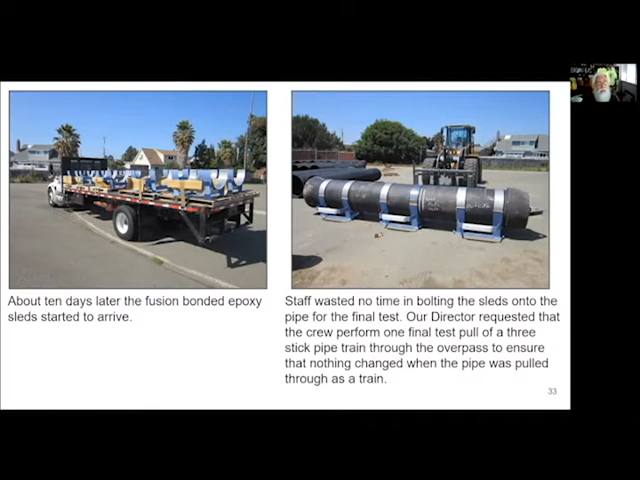 About ten days later the fusion bonded epoxy
sleds started to arrive.
Staff wasted no time in bolting the sleds onto the
pipe for the final test. Our Director requested that
the crew perform one final test pull of a three
stick pipe train through the overpass to ensure
that nothing changed when the pipe was pulled
through as a train.
33